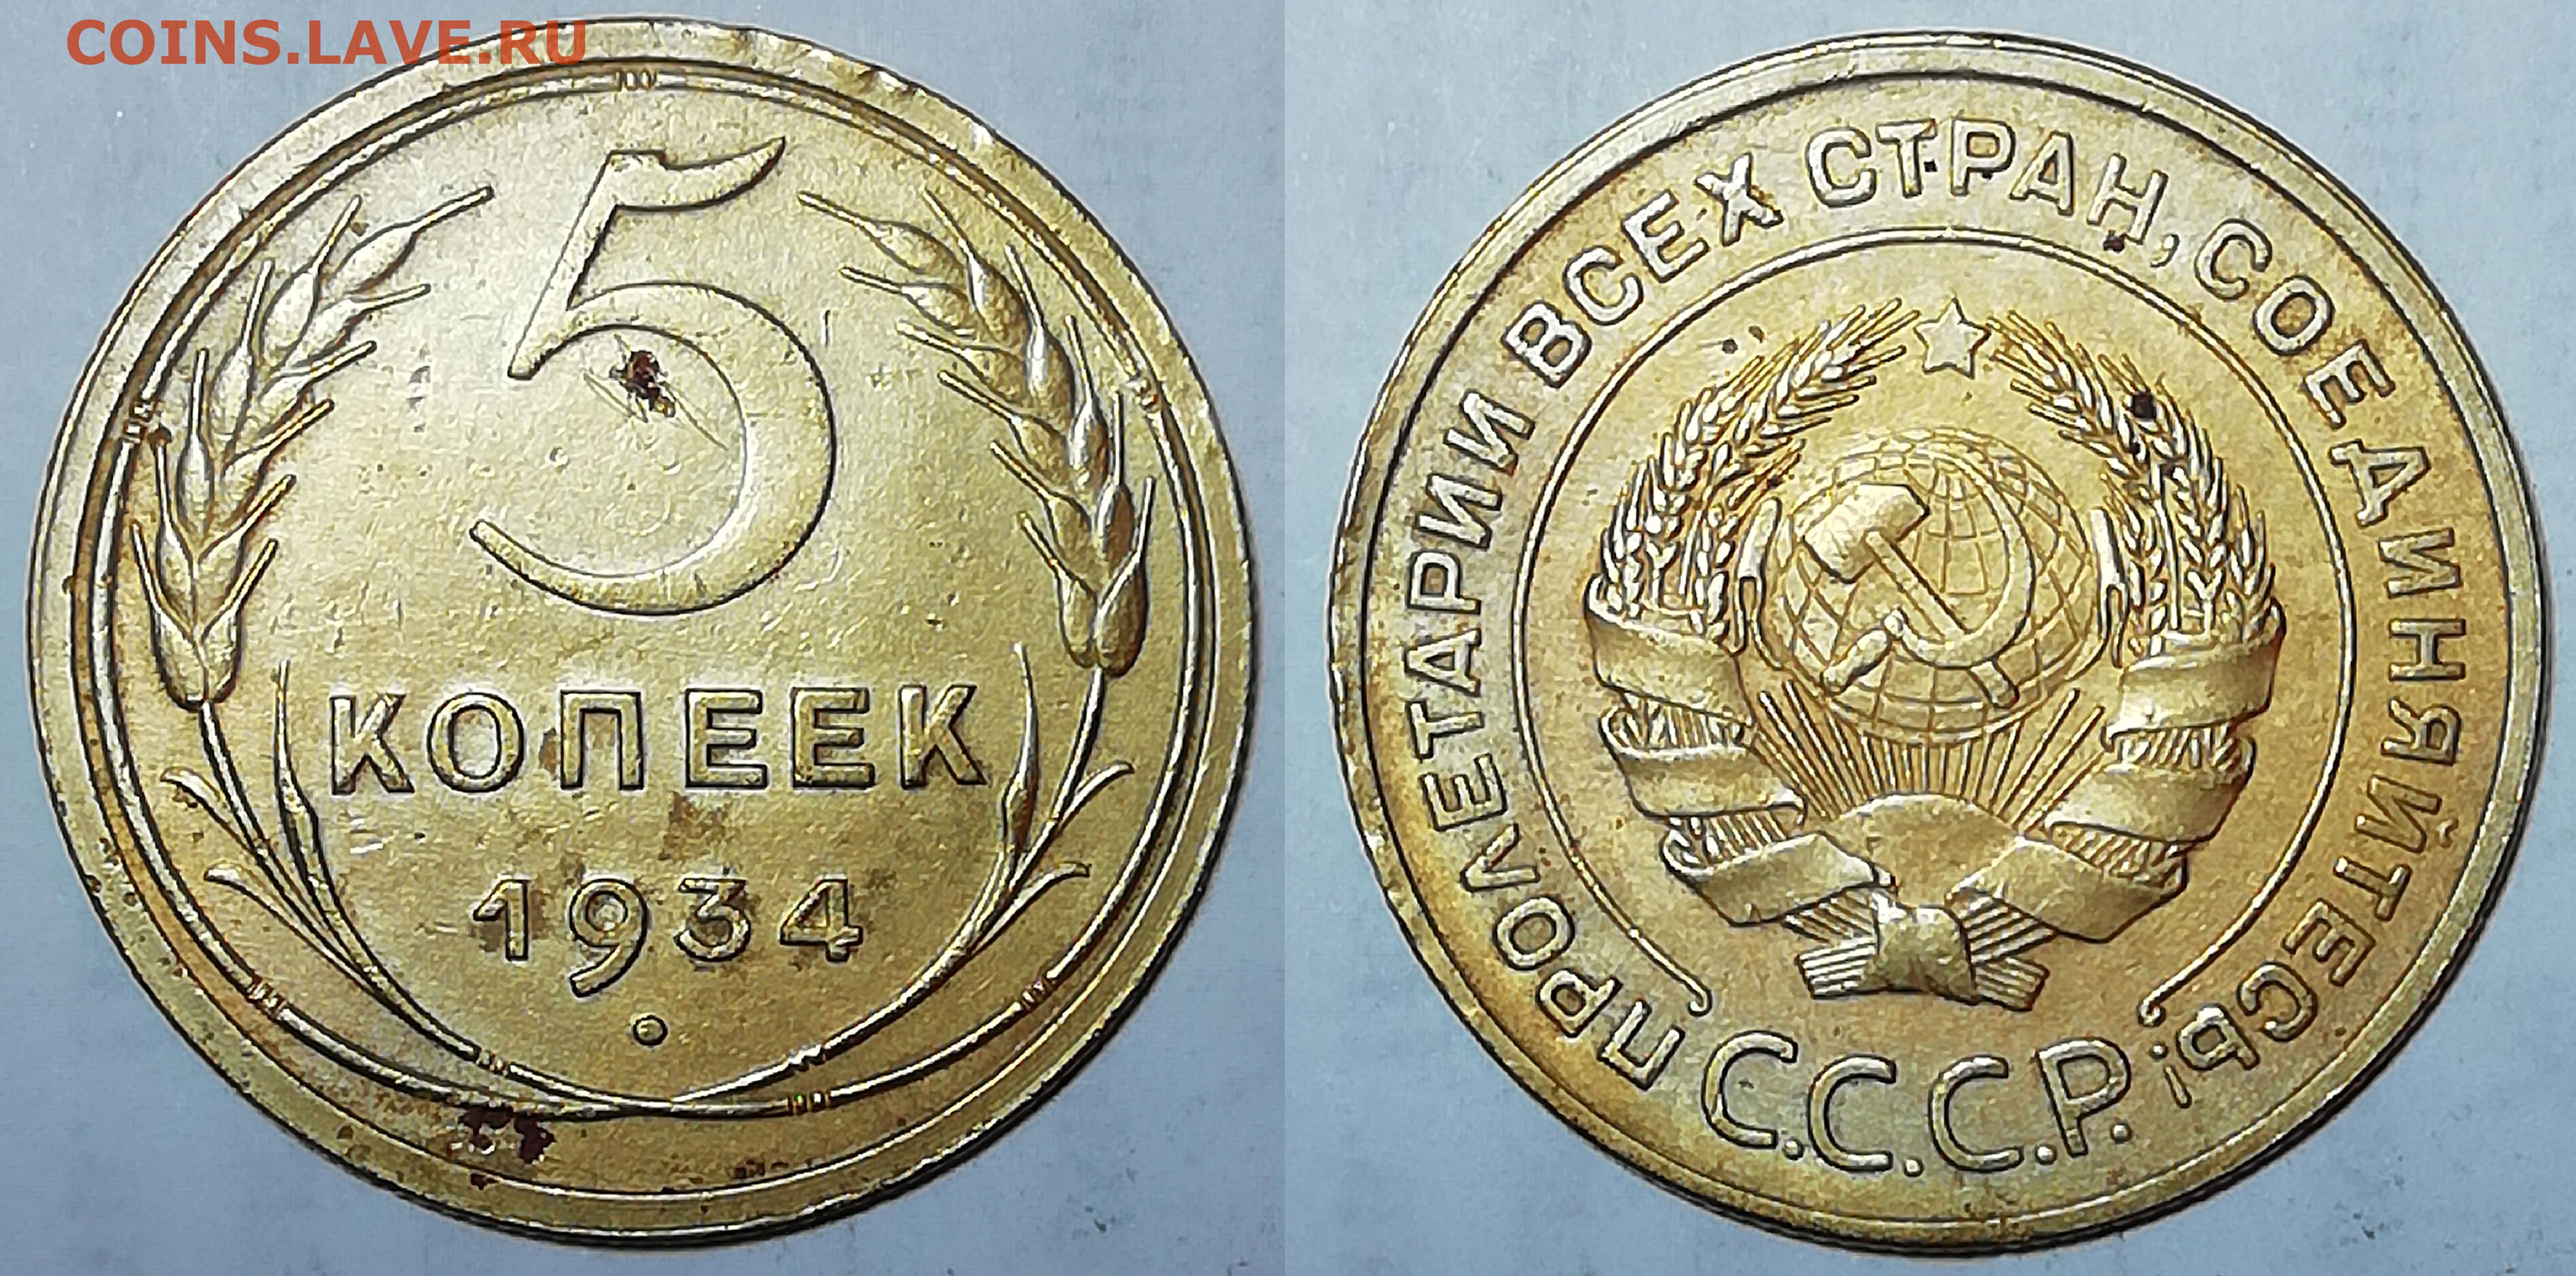 COINS.LAVE.RU
5
КОПЕЕК
1934
ПРОЛЕТАРИИ ВСЕХ СТРАН, СОЕДИНЯЙТЕСЬ!
С.С.С.Р.